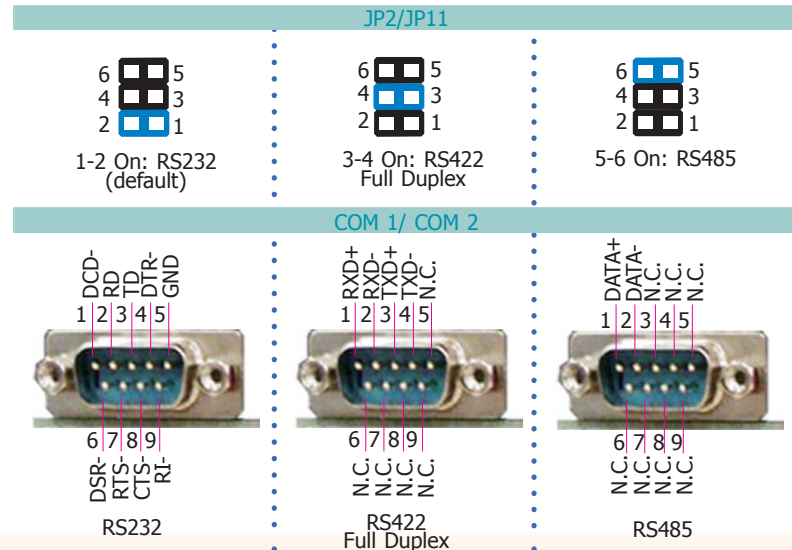 JP2/JP11
6 5
4 3
2 1
1-2 On: RS232
(default)
6 5
4 3
2 1
3-4 On: RS422
Full Duplex
6 5
4 3
2 1
5-6 On: RS485
COM 1/ COM 2
DCD-
RD
TD
DTR-
GND
1 2 3 4 5
6 7 8 9
DSR-
RTS-
CTS-
RI-
RS232
RXD+
RXD-
TXD+
TXD-
N.C.
1 2 3 4 5
6 7 8 9
N.C.
N.C.
N.C.
N.C.
RS422
Full Duplex
DATA+
DATA-
N.C.
N.C.
N.C.
1 2 3 4 5
6 7 8 9
N.C.
N.C.
N.C.
N.C.
RS485